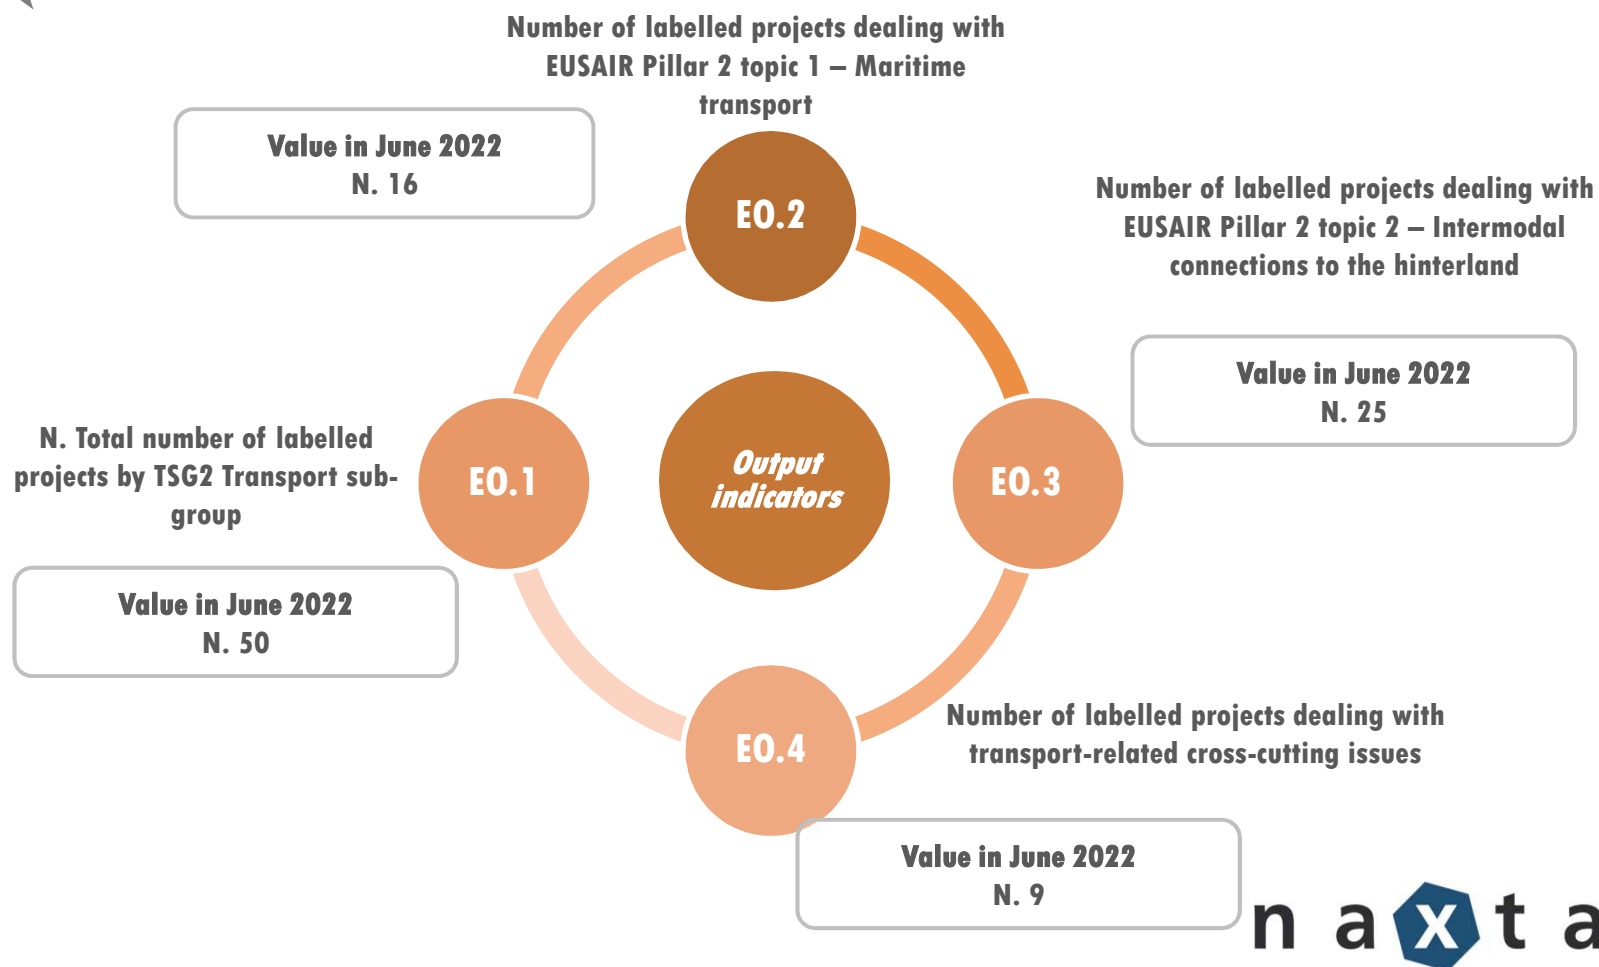 Number of labelled projects dealing with
EUSAIR Pillar 2 topic 1 – Maritime
transport
Value in June 2022
N. 16
EO.2
Number of labelled projects dealing with
EUSAIR Pillar 2 topic 2 – Intermodal
connections to the hinterland
Value in June 2022
N. 25
N. Total number of labelled
projects by TSG2 Transport sub-
group
EO.1
Output
indicators
EO.3
Value in June 2022
N. 50
EO.4
Number of labelled projects dealing with
transport-related cross-cutting issues
Value in June 2022
N. 9
naxta